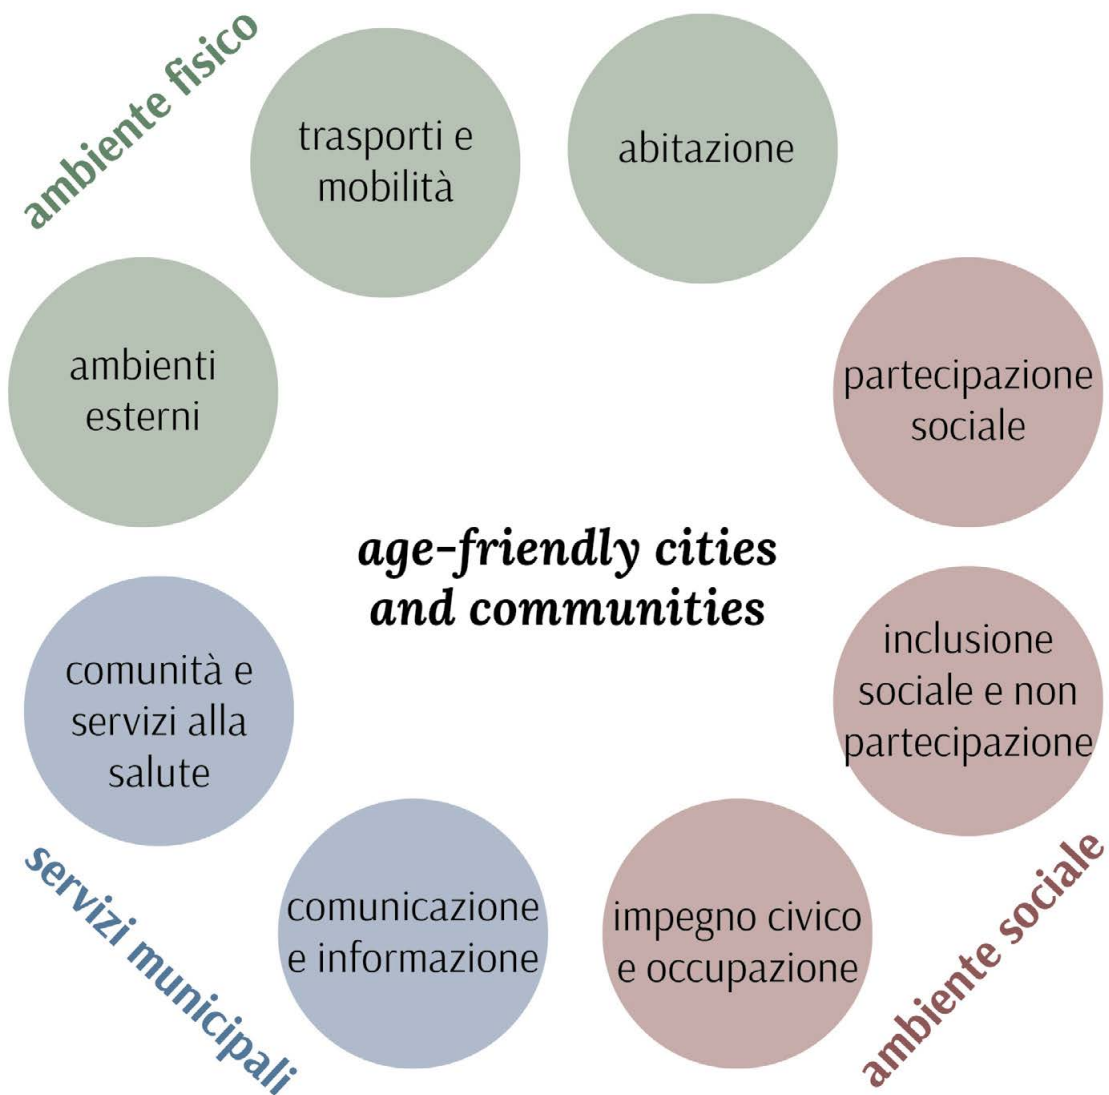 ambiente fisico
trasporti e
mobilità
abitazione
ambienti
esterni
partecipazione
sociale
age-friendly cities
and communities
comunità e
servizi alla
salute
inclusione
sociale e non
partecipazione
servizi municipali
comunicazione
e informazione
impegno civico
e occupazione
ambiente sociale